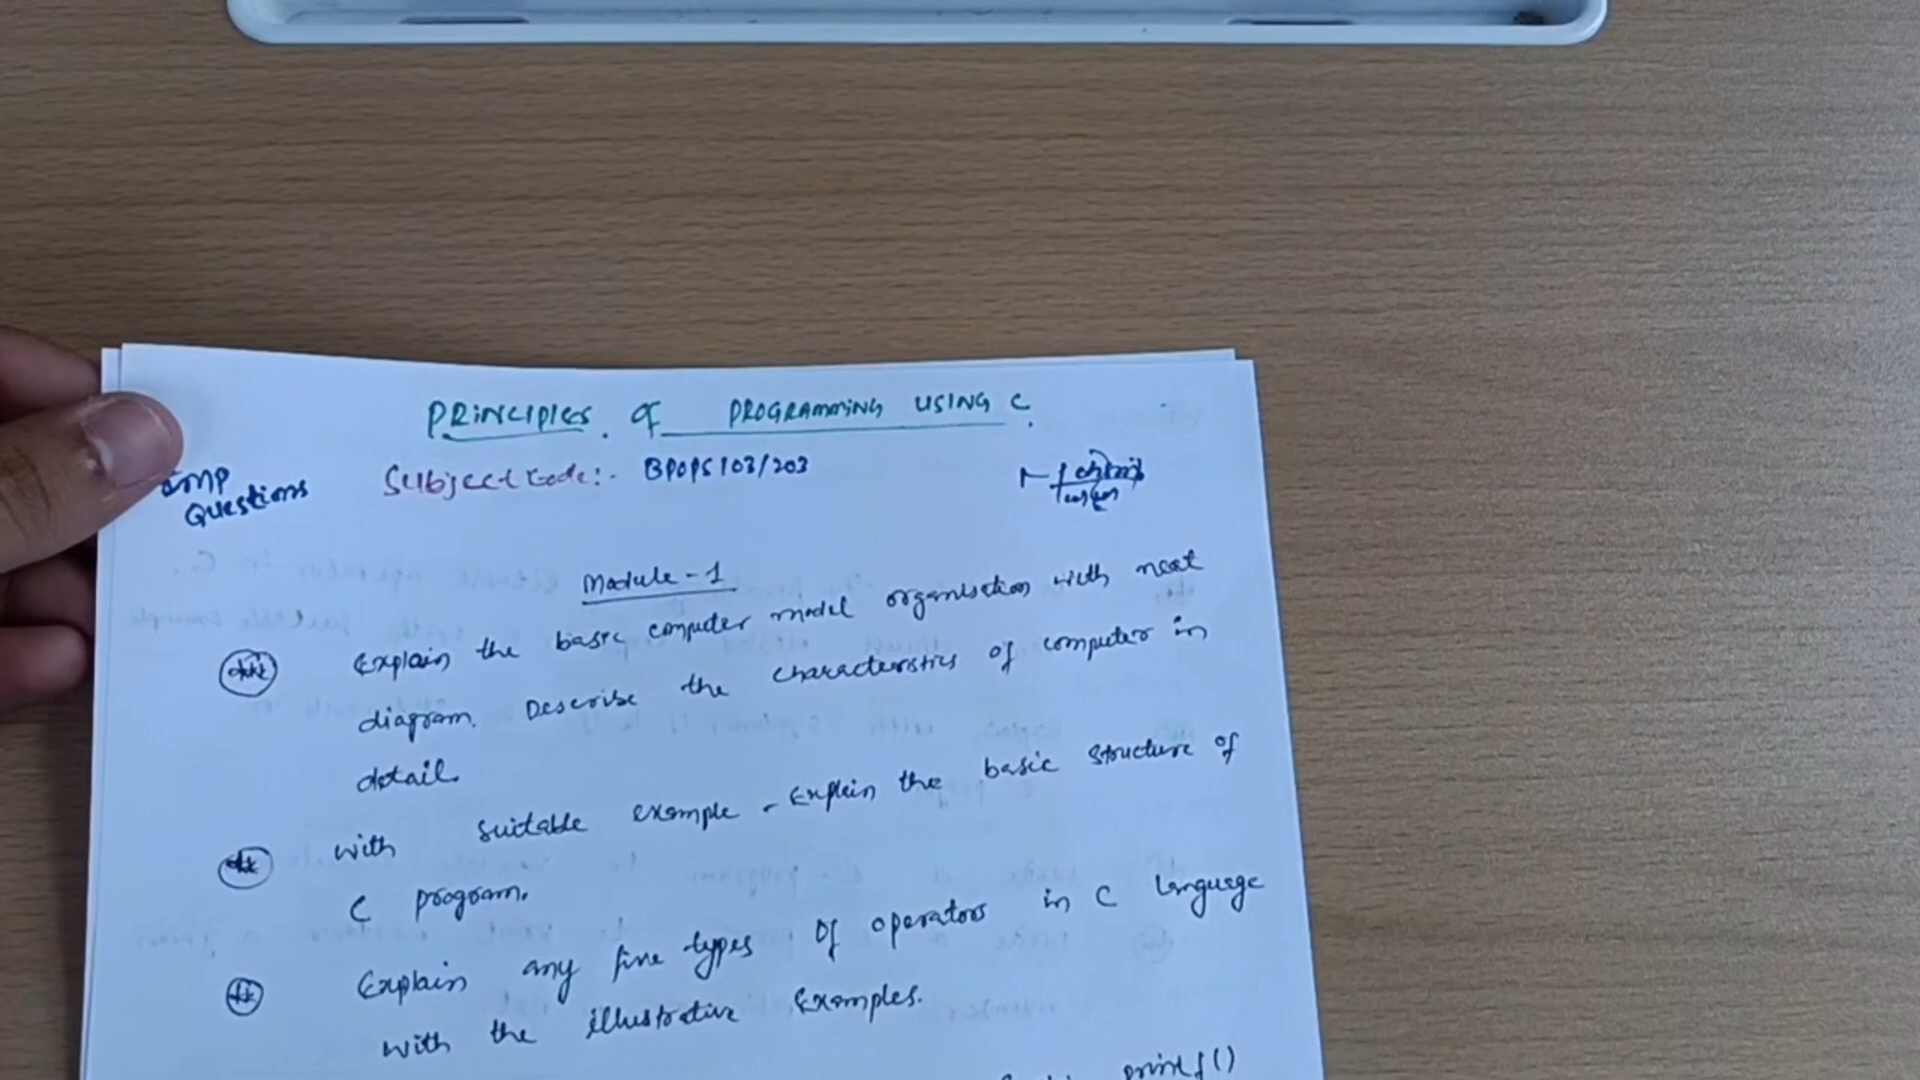 PRINCIPLES OF PROGRAMMING USING C.
IMP Questions
Subject Code:- BPOPS103/203
Module-1
Explain the basic computer model organisation with neat
diagram. Describe the characteristics of computer in
detail.
with suitable example - Explain the basic structure of
C program.
Explain any five types of operators in C language
with the illustrative Examples.
printf()